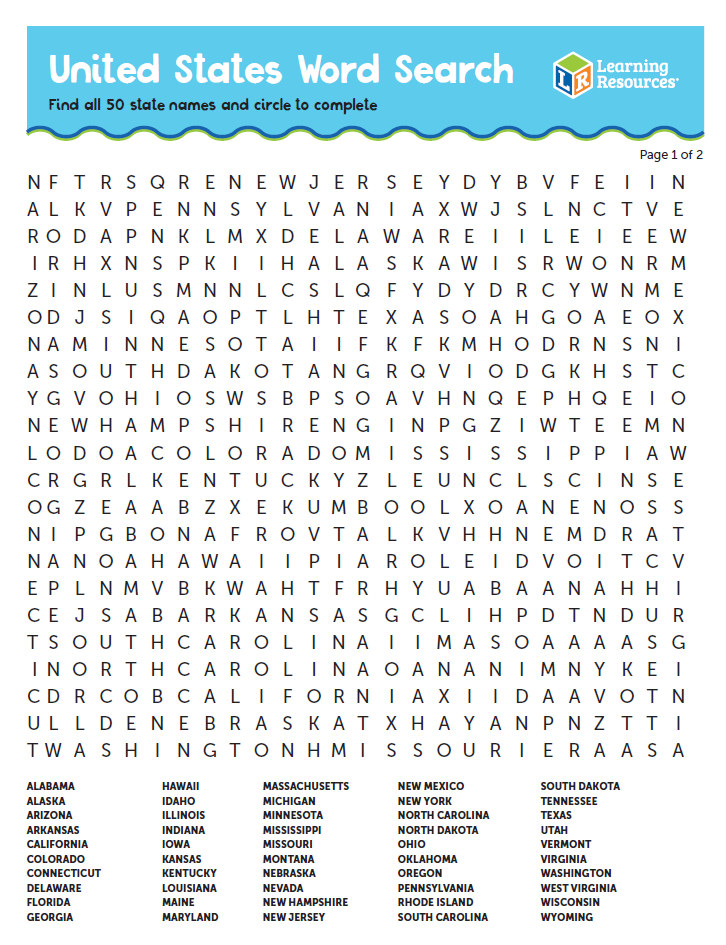 United States Word Search
Find all 50 state names and circle to complete
Learning
Resources
Page 1 of 2
N F T R S Q R E N E W J E R S E Y D Y B V F E I I N
A L K V P E N N S Y L V A N I A X W J S L N C T V E
R O D A P N K L M X D E L A W A R E I I L E I E E W
I R H X N S P K I I H A L A S K A W I S R W O N R M
Z I N L U S M N N L C S L Q F Y D Y D R C Y W N M E
O D J S I Q A O P T L H T E X A S O A H G O A E O X
N A M I N N E S O T A I I F K F K M H O D R N S N I
A S O U T H D A K O T A N G R Q V I O D G K H S T C
Y G V O H I O S W S B P S O A V H N Q E P H Q E I O
N E W H A M P S H I R E N G I N P G Z I W T E E M N
L O D O A C O L O R A D O M I S S I S S I P P I A W
C R G R L K E N T U C K Y Z L E U N C L S C I N S E
O G Z E A A B Z X E K U M B O O L X O A N E N O S S
N I P G B O N A F R O V T A L K V H H N E M D R A T
N A N O A H A W A I I P I A R O L E I D V O I T C V
E P L N M V B K W A H T F R H Y U A B A A N A H H I
C E J S A B A R K A N S A S G C L I H P D T N D U R
T S O U T H C A R O L I N A I I M A S O A A A A S G
I N O R T H C A R O L I N A O A N A N I M N Y K E I
C D R C O B C A L I F O R N I A X I I D A A V O T N
U L L D E N E B R A S K A T X H A Y A N P N Z T T I
T W A S H I N G T O N H M I S S O U R I E R A A S A
ALABAMA HAWAII MASSACHUSETTS NEW MEXICO SOUTH DAKOTA
ALASKA IDAHO MICHIGAN NEW YORK TENNESSEE
ARIZONA ILLINOIS MINNESOTA NORTH CAROLINA TEXAS
ARKANSAS INDIANA MISSISSIPPI NORTH DAKOTA UTAH
CALIFORNIA IOWA MISSOURI OHIO VERMONT
COLORADO KANSAS MONTANA OKLAHOMA VIRGINIA
CONNECTICUT KENTUCKY NEBRASKA OREGON WASHINGTON
DELAWARE LOUISIANA NEVADA PENNSYLVANIA WEST VIRGINIA
FLORIDA MAINE NEW HAMPSHIRE RHODE ISLAND WISCONSIN
GEORGIA MARYLAND NEW JERSEY SOUTH CAROLINA WYOMING